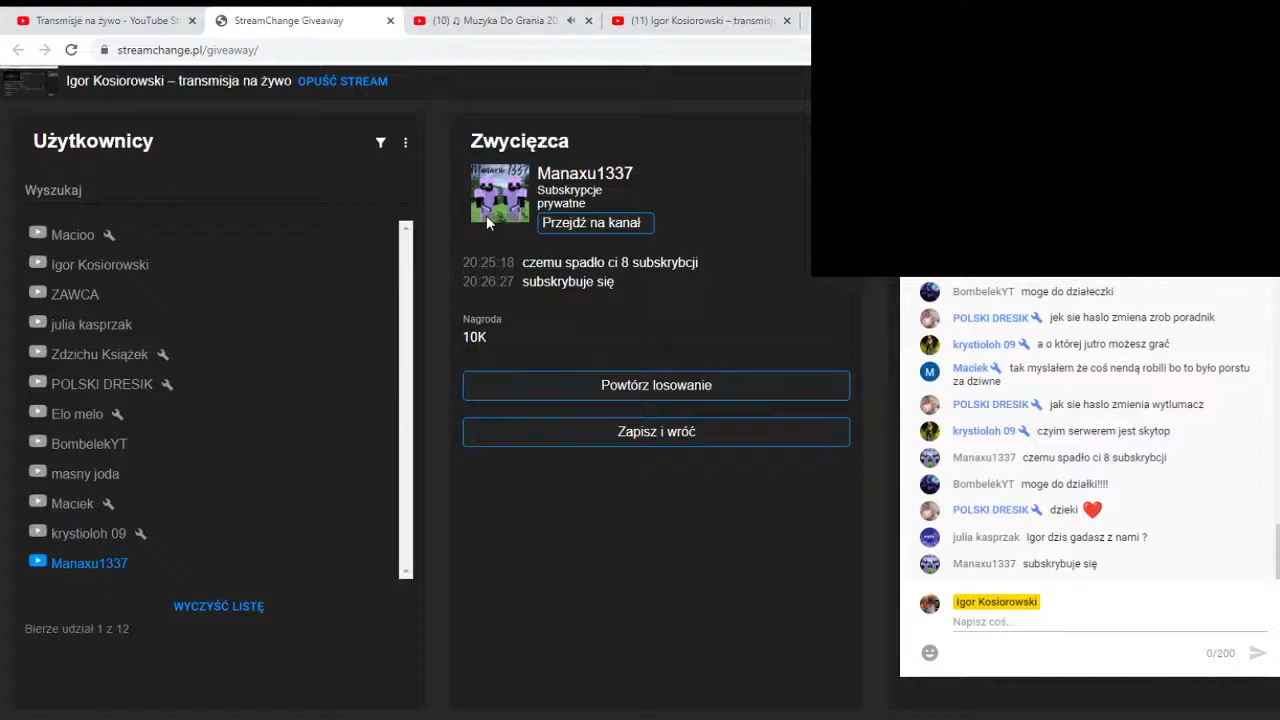 Transmisje na żywo - YouTube St
StreamChange Giveaway
(10) ♫ Muzyka Do Grania 20
(11) Igor Kosiorowski – transmisj
streamchange.pl/giveaway/
Igor Kosiorowski – transmisja na żywo OPUŚĆ STREAM
Użytkownicy
Wyszukaj
Macioo
Igor Kosiorowski
ZAWCA
julia kasprzak
Zdzichu Książek
POLSKI DRESIK
Elo melo
BombelekYT
masny joda
Maciek
krystioloh 09
Manaxu1337
WYCZYŚĆ LISTĘ
Bierze udział 1 z 12
Zwycięzca
Manaxu 1337
Manaxu1337
Subskrypcje
prywatne
Przejdź na kanał
20:25:18 czemu spadło ci 8 subskrybcji
20:26:27 subskrybuje się
Nagroda
10K
Powtórz losowanie
Zapisz i wróć
BombelekYT moge do działeczki
POLSKI DRESIK jek sie haslo zmiena zrob poradnik
krystioloh 09 a o której jutro możesz grać
M
Maciek tak myslałem że coś nendą robili bo to było porstu
za dziwne
POLSKI DRESIK jak sie haslo zmienia wytlumacz
krystioloh 09 czyim serwerem jest skytop
Manaxu1337 czemu spadło ci 8 subskrybcji
BombelekYT moge do działki!!!!
POLSKI DRESIK dzieki ❤️
julia kasprzak Igor dzis gadasz z nami ?
Manaxu1337 subskrybuje się
Igor Kosiorowski
Napisz coś...
0/200